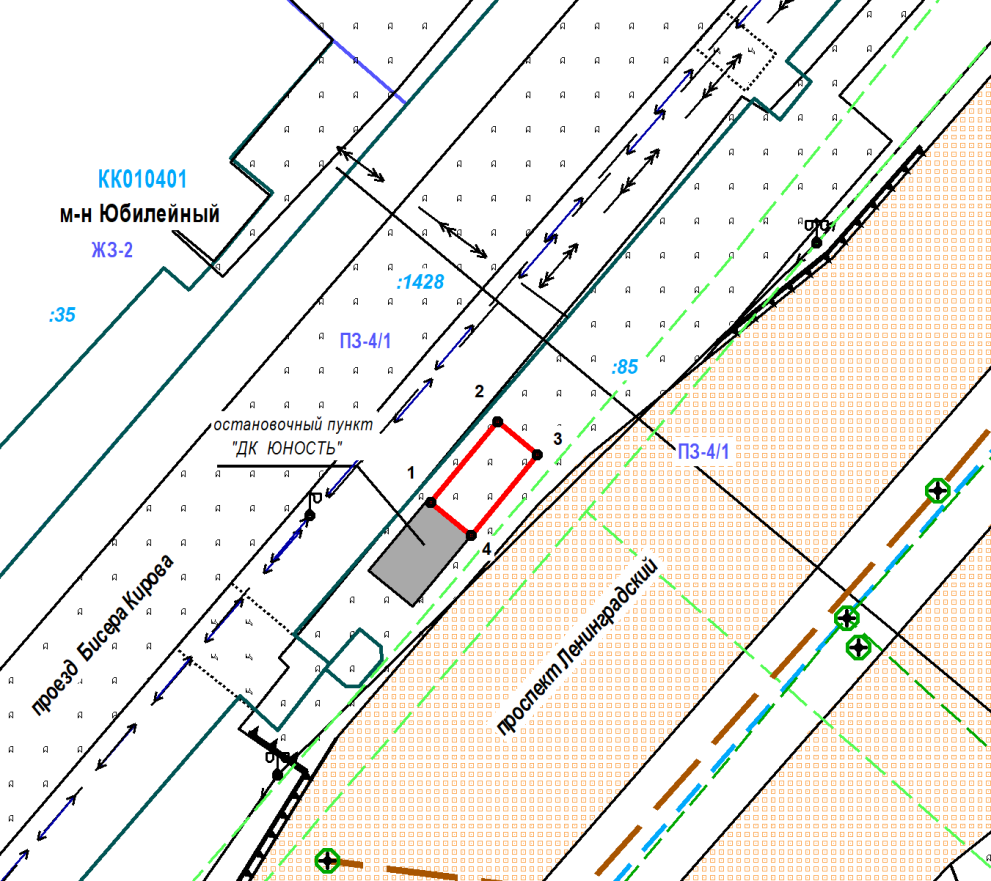 КК010401
м-н Юбилейный
ЖЗ-2
:35
:1428
ПЗ-4/1
:85
2
остановочный пункт
"ДК ЮНОСТЬ"
3
1
ПЗ-4/1
4
проезд Бисера Кирова
проспект Ленинградский